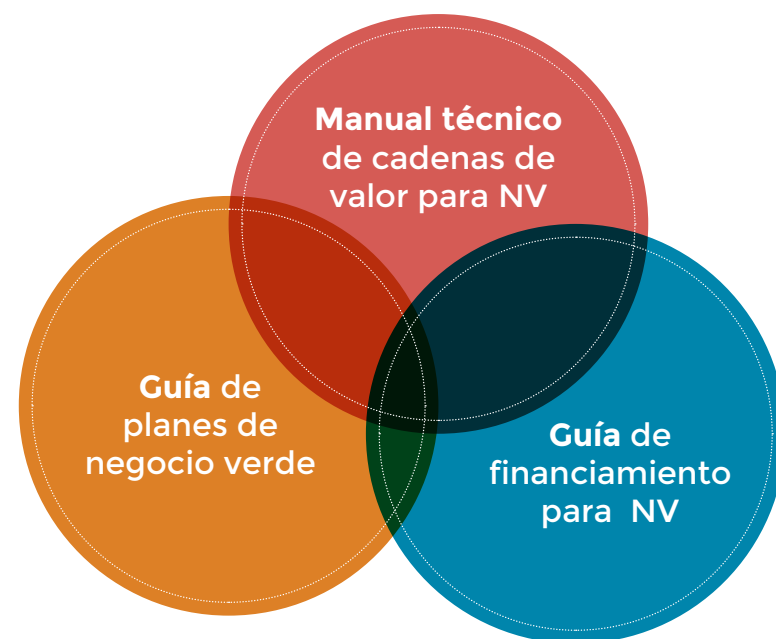 Manual técnico
de cadenas de
valor para NV
Guía de
planes de
negocio verde
Guía de
financiamiento
para NV